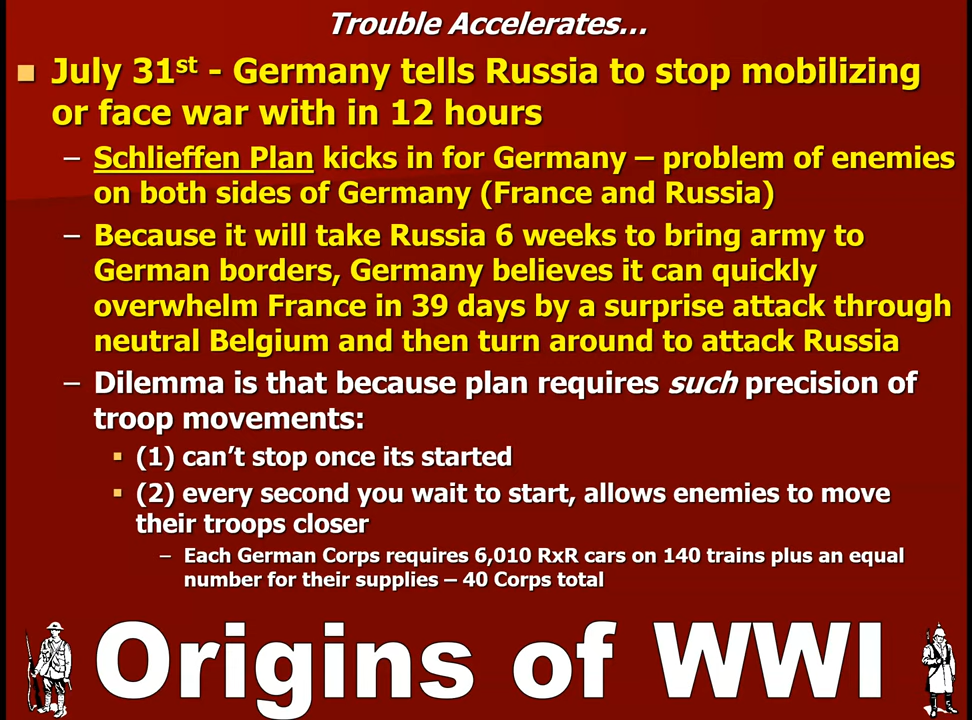 Trouble Accelerates…
■ July 31st - Germany tells Russia to stop mobilizing
or face war with in 12 hours
– Schlieffen Plan kicks in for Germany – problem of enemies
on both sides of Germany (France and Russia)
– Because it will take Russia 6 weeks to bring army to
German borders, Germany believes it can quickly
overwhelm France in 39 days by a surprise attack through
neutral Belgium and then turn around to attack Russia
– Dilemma is that because plan requires such precision of
troop movements:
▪ (1) can’t stop once its started
▪ (2) every second you wait to start, allows enemies to move
their troops closer
– Each German Corps requires 6,010 RxR cars on 140 trains plus an equal
number for their supplies – 40 Corps total
Origins of WWI